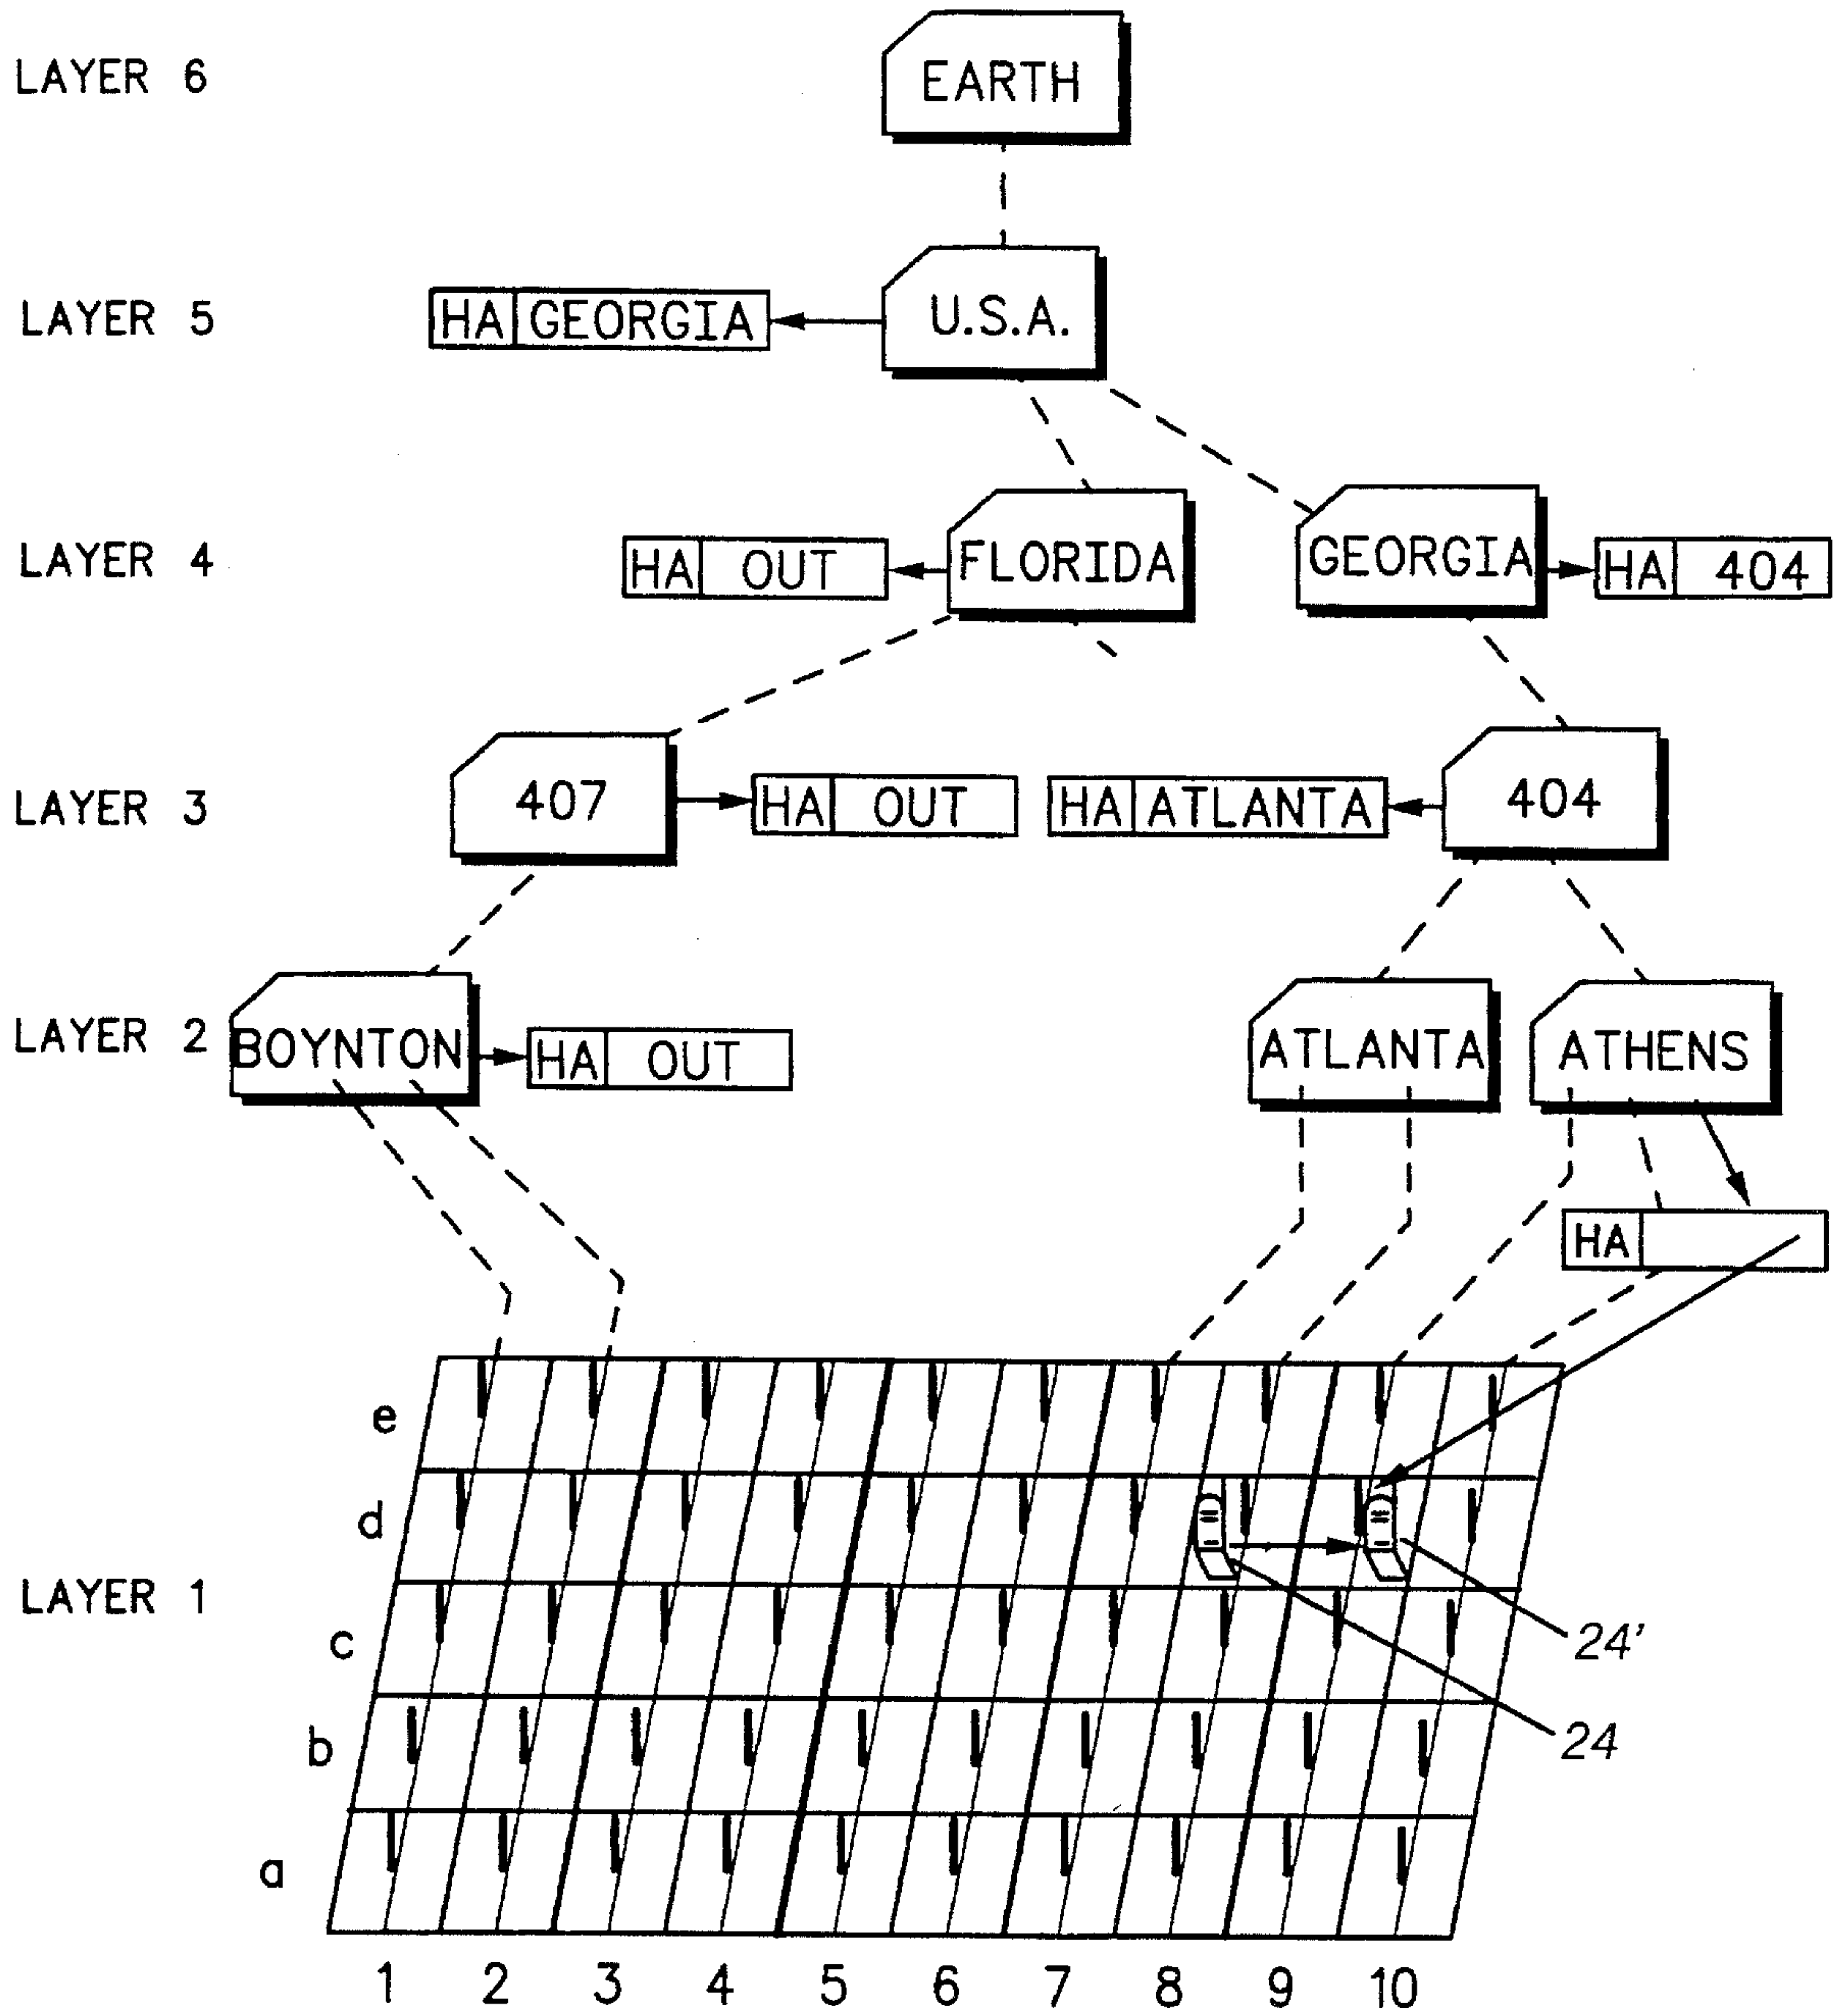 LAYER 6
EARTH
LAYER 5
HA GEORGIA
U.S.A.
LAYER 4
HA OUT
FLORIDA
GEORGIA
HA 404
LAYER 3
407
HA OUT
HA ATLANTA
404
LAYER 2
BOYNTON
HA OUT
ATLANTA
ATHENS
HA
e
d
LAYER 1
24'
c
24
b
a
1 2 3 4 5 6 7 8 9 10